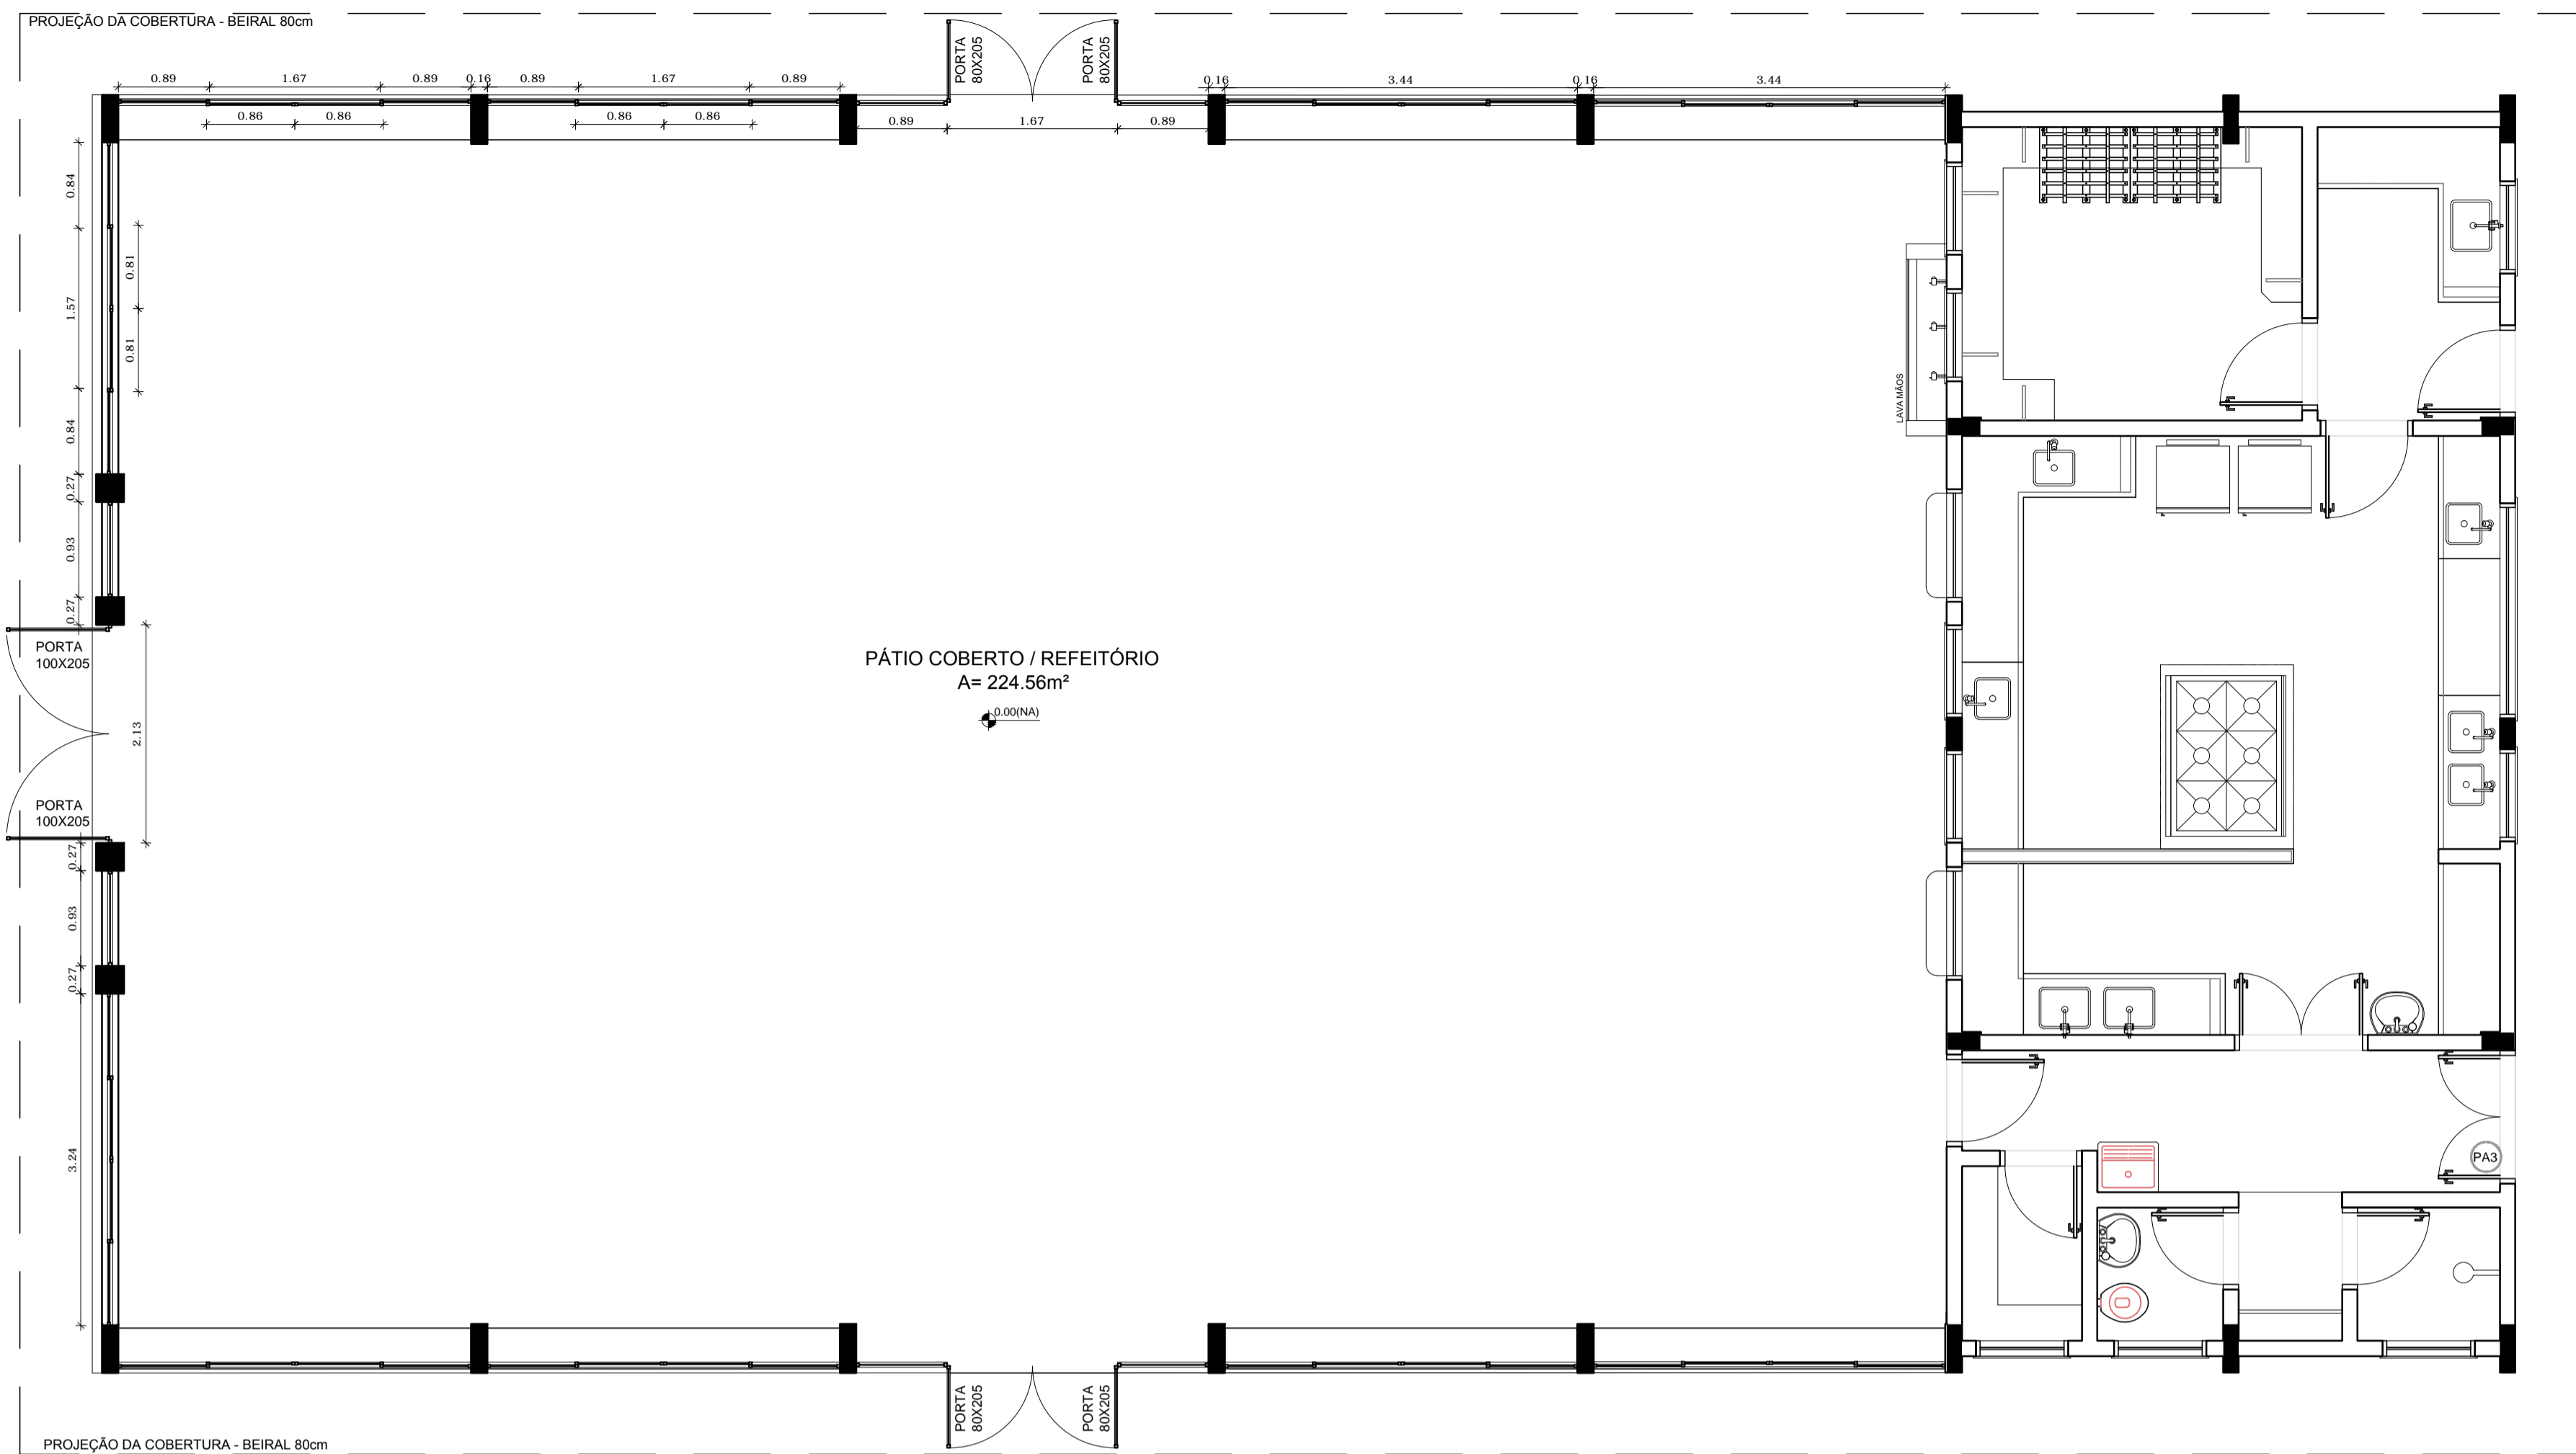 PROJEÇÃO DA COBERTURA - BEIRAL 80cm
PORTA
80X205
PORTA
80X205
0.89
1.67
0.89
0.16
0.89
1.67
0.89
0.16
3.44
0.16
3.44
0.86
0.86
0.86
0.86
0.89
1.67
0.89
0.84
0.81
1.57
0.81
0.84
0.27
0.93
0.27
PORTA
100X205
2.13
PORTA
100X205
0.27
0.93
0.27
3.24
LAVA MÃOS
PÁTIO COBERTO / REFEITÓRIO
A= 224.56m²
0.00(NA)
PA3
PORTA
80X205
PORTA
80X205
PROJEÇÃO DA COBERTURA - BEIRAL 80cm